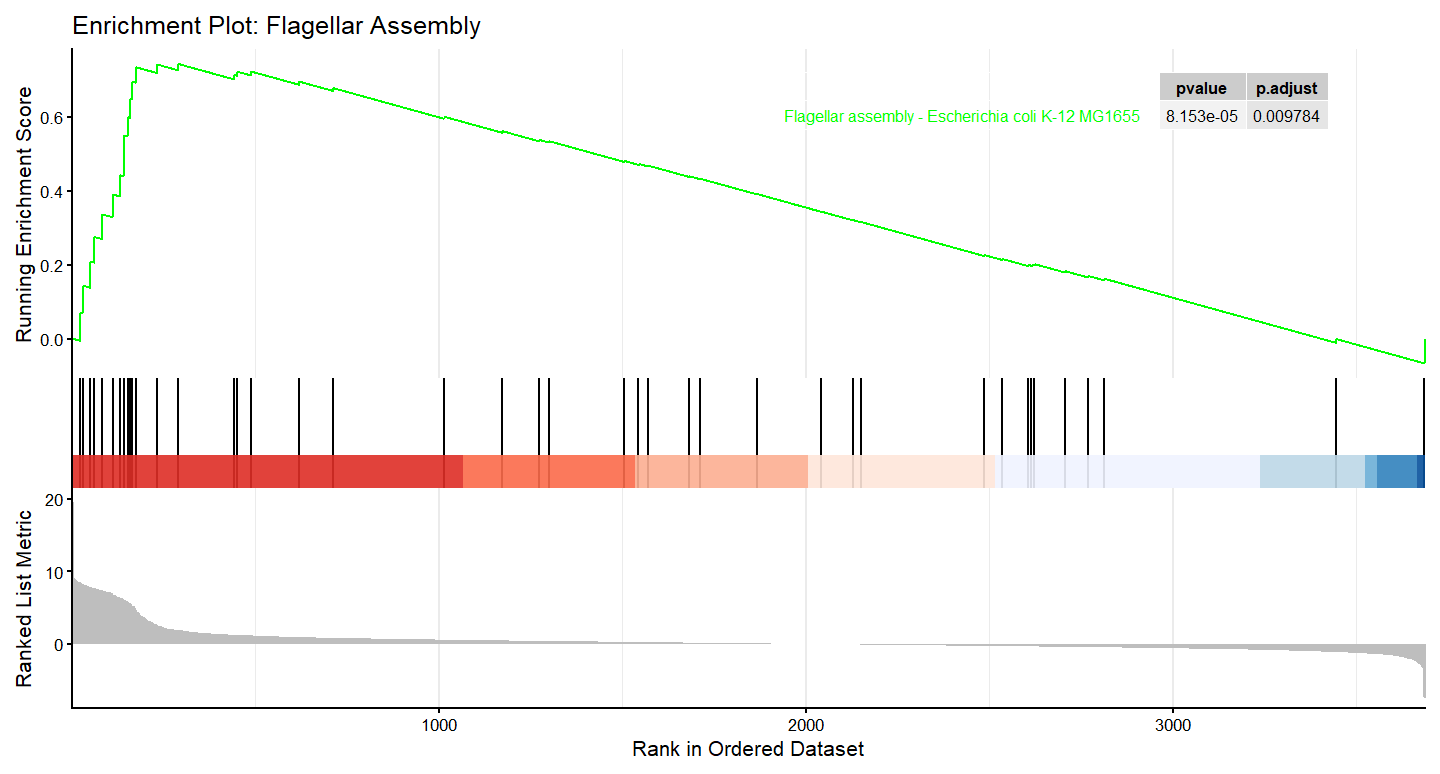 Enrichment Plot: Flagellar Assembly
Running Enrichment Score
0.6
0.4
0.2
0.0
pvalue p.adjust
Flagellar assembly - Escherichia coli K-12 MG1655 8.153e-05 0.009784
Ranked List Metric
20
10
0
1000 2000 3000
Rank in Ordered Dataset